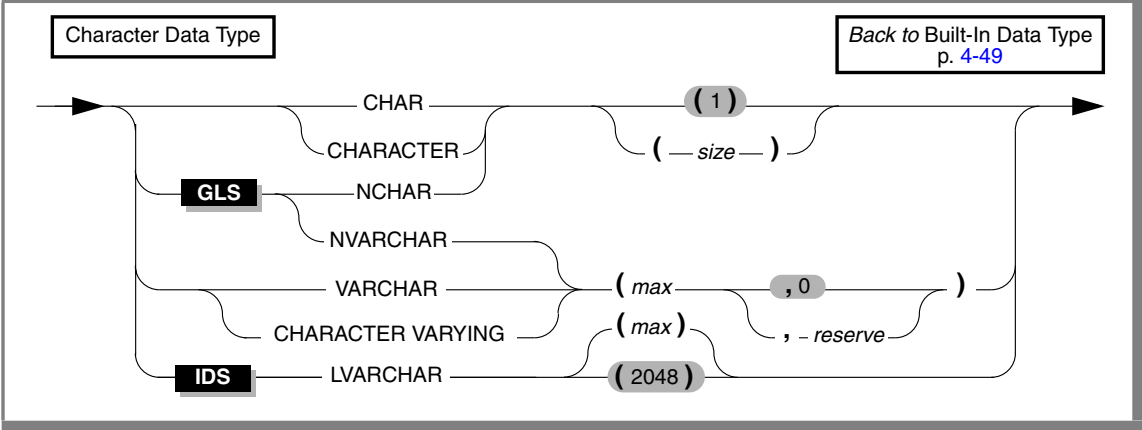 Character Data Type
Back to Built-In Data Type
p. 4-49
CHAR ( 1 )
CHARACTER ( size )
GLS NCHAR
NVARCHAR
VARCHAR ( max , 0 )
CHARACTER VARYING ( max ) , reserve
IDS LVARCHAR ( 2048 )